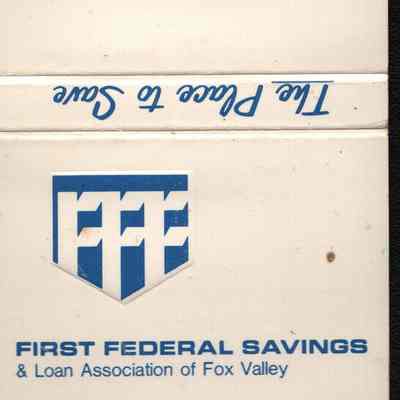 The Place to Save
FFF
FIRST FEDERAL SAVINGS
& Loan Association of Fox Valley